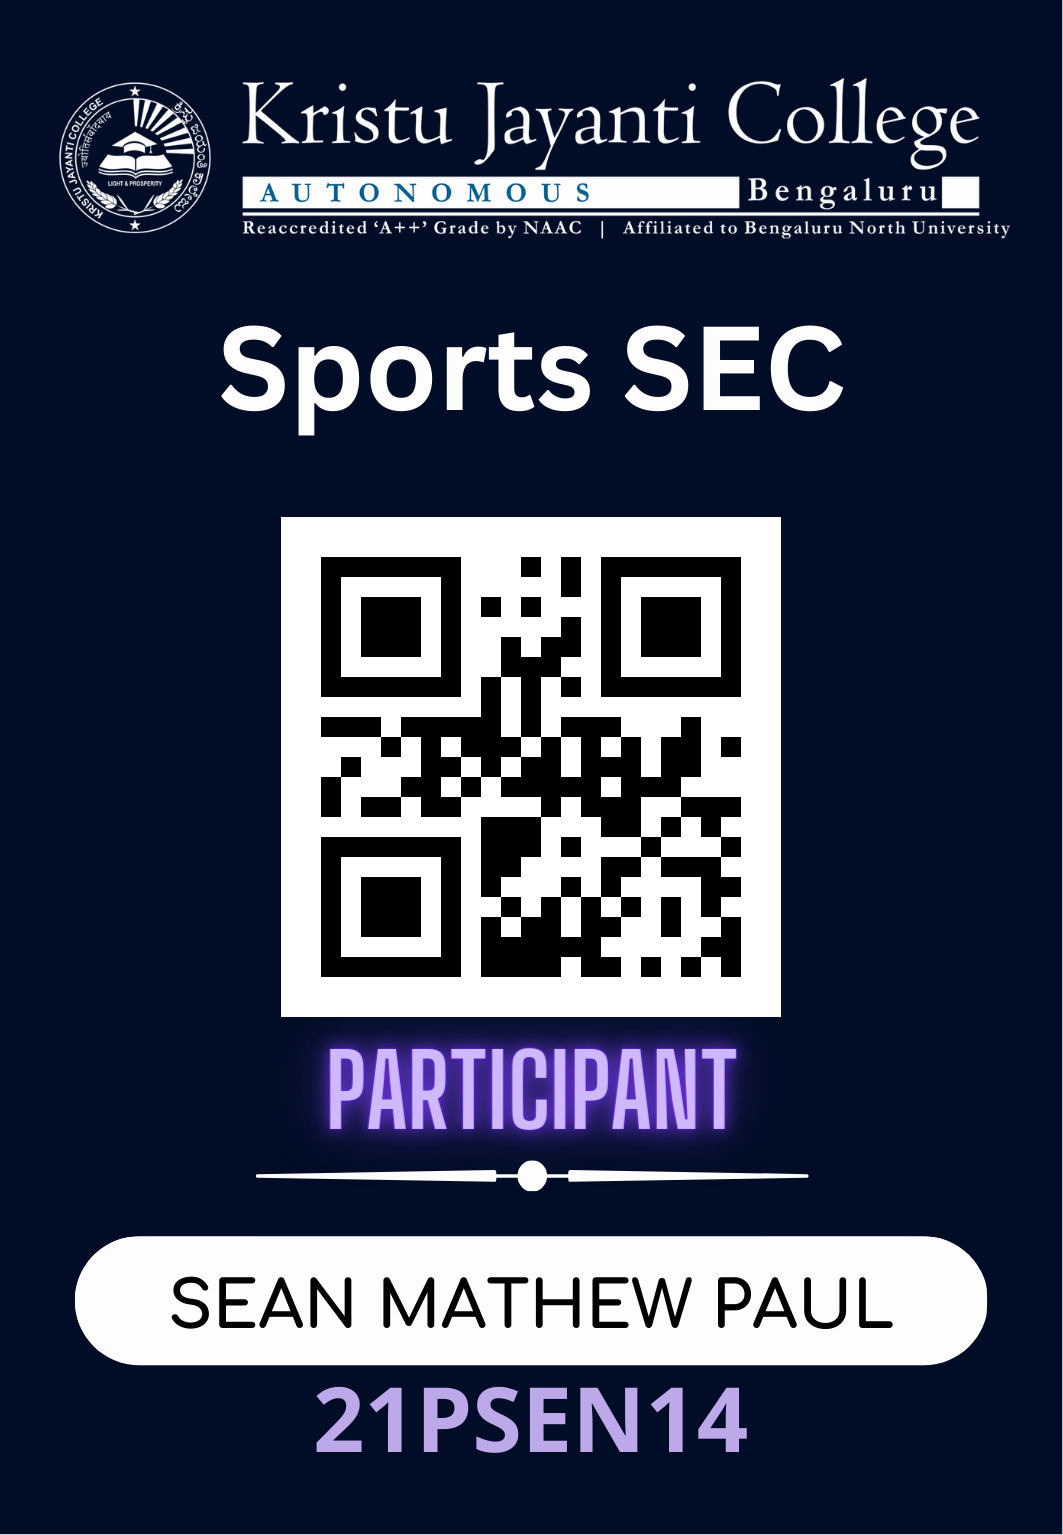 KRISTU JAYANTI COLLEGE
LIGHT & PROSPERITY
Kristu Jayanti College
AUTONOMOUS Bengaluru
Reaccredited ‘A++’ Grade by NAAC | Affiliated to Bengaluru North University
Sports SEC
PARTICIPANT
SEAN MATHEW PAUL
21PSEN14